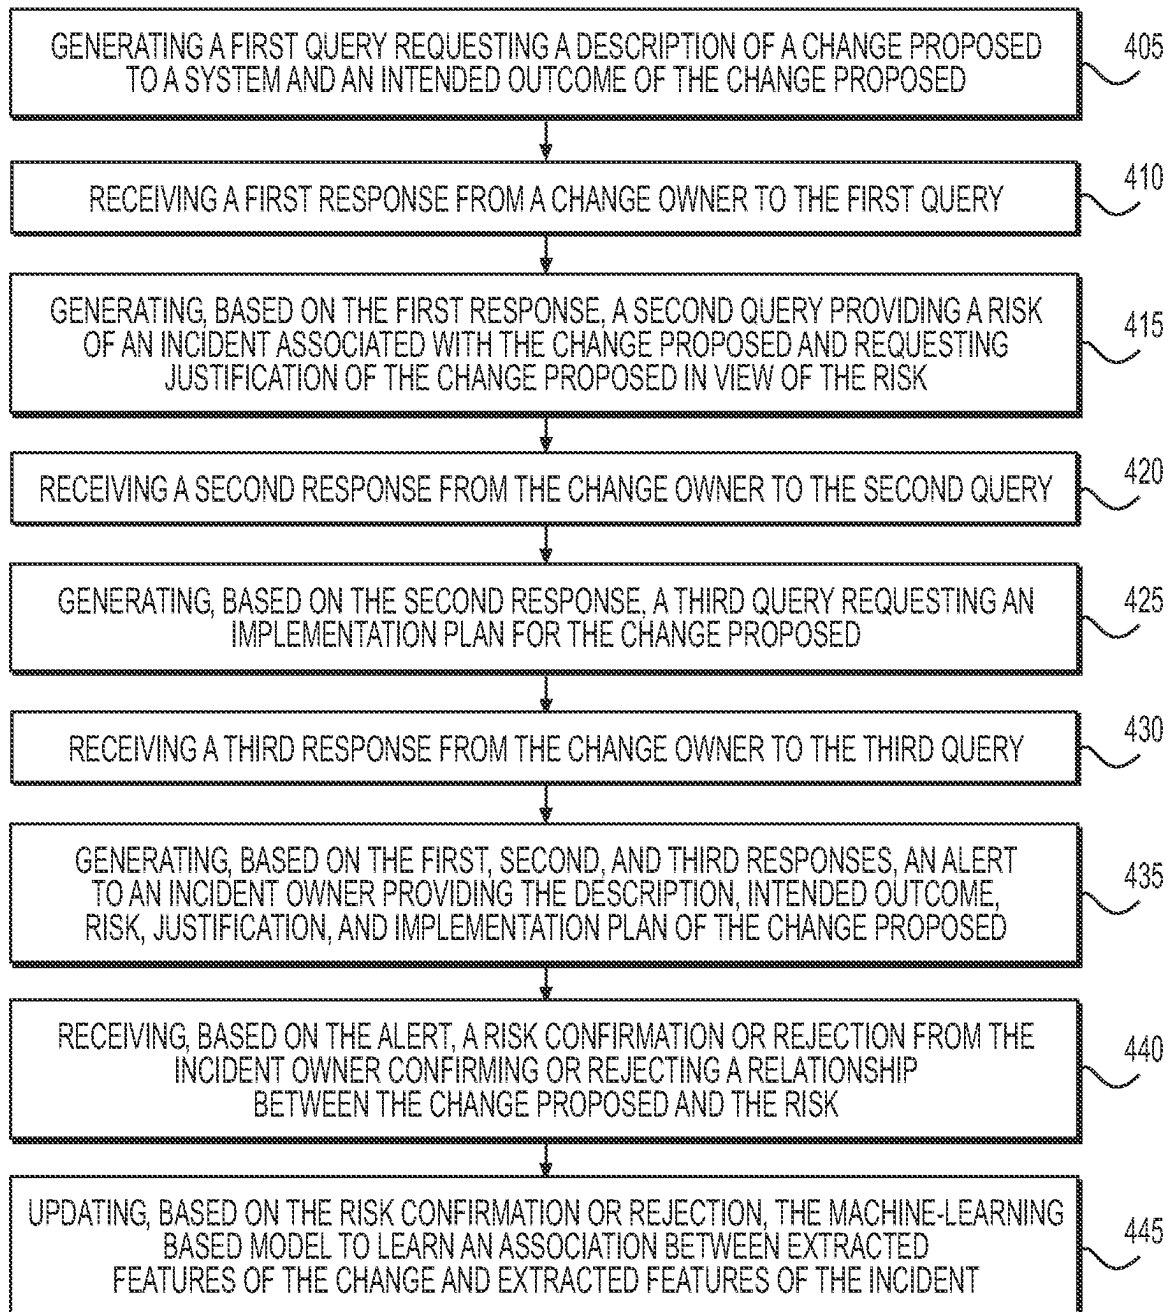 GENERATING A FIRST QUERY REQUESTING A DESCRIPTION OF A CHANGE PROPOSED
TO A SYSTEM AND AN INTENDED OUTCOME OF THE CHANGE PROPOSED
405
RECEIVING A FIRST RESPONSE FROM A CHANGE OWNER TO THE FIRST QUERY
410
GENERATING, BASED ON THE FIRST RESPONSE, A SECOND QUERY PROVIDING A RISK
OF AN INCIDENT ASSOCIATED WITH THE CHANGE PROPOSED AND REQUESTING
JUSTIFICATION OF THE CHANGE PROPOSED IN VIEW OF THE RISK
415
RECEIVING A SECOND RESPONSE FROM THE CHANGE OWNER TO THE SECOND QUERY
420
GENERATING, BASED ON THE SECOND RESPONSE, A THIRD QUERY REQUESTING AN
IMPLEMENTATION PLAN FOR THE CHANGE PROPOSED
425
RECEIVING A THIRD RESPONSE FROM THE CHANGE OWNER TO THE THIRD QUERY
430
GENERATING, BASED ON THE FIRST, SECOND, AND THIRD RESPONSES, AN ALERT
TO AN INCIDENT OWNER PROVIDING THE DESCRIPTION, INTENDED OUTCOME,
RISK, JUSTIFICATION, AND IMPLEMENTATION PLAN OF THE CHANGE PROPOSED
435
RECEIVING, BASED ON THE ALERT, A RISK CONFIRMATION OR REJECTION FROM THE
INCIDENT OWNER CONFIRMING OR REJECTING A RELATIONSHIP
BETWEEN THE CHANGE PROPOSED AND THE RISK
440
UPDATING, BASED ON THE RISK CONFIRMATION OR REJECTION, THE MACHINE-LEARNING
BASED MODEL TO LEARN AN ASSOCIATION BETWEEN EXTRACTED
FEATURES OF THE CHANGE AND EXTRACTED FEATURES OF THE INCIDENT
445